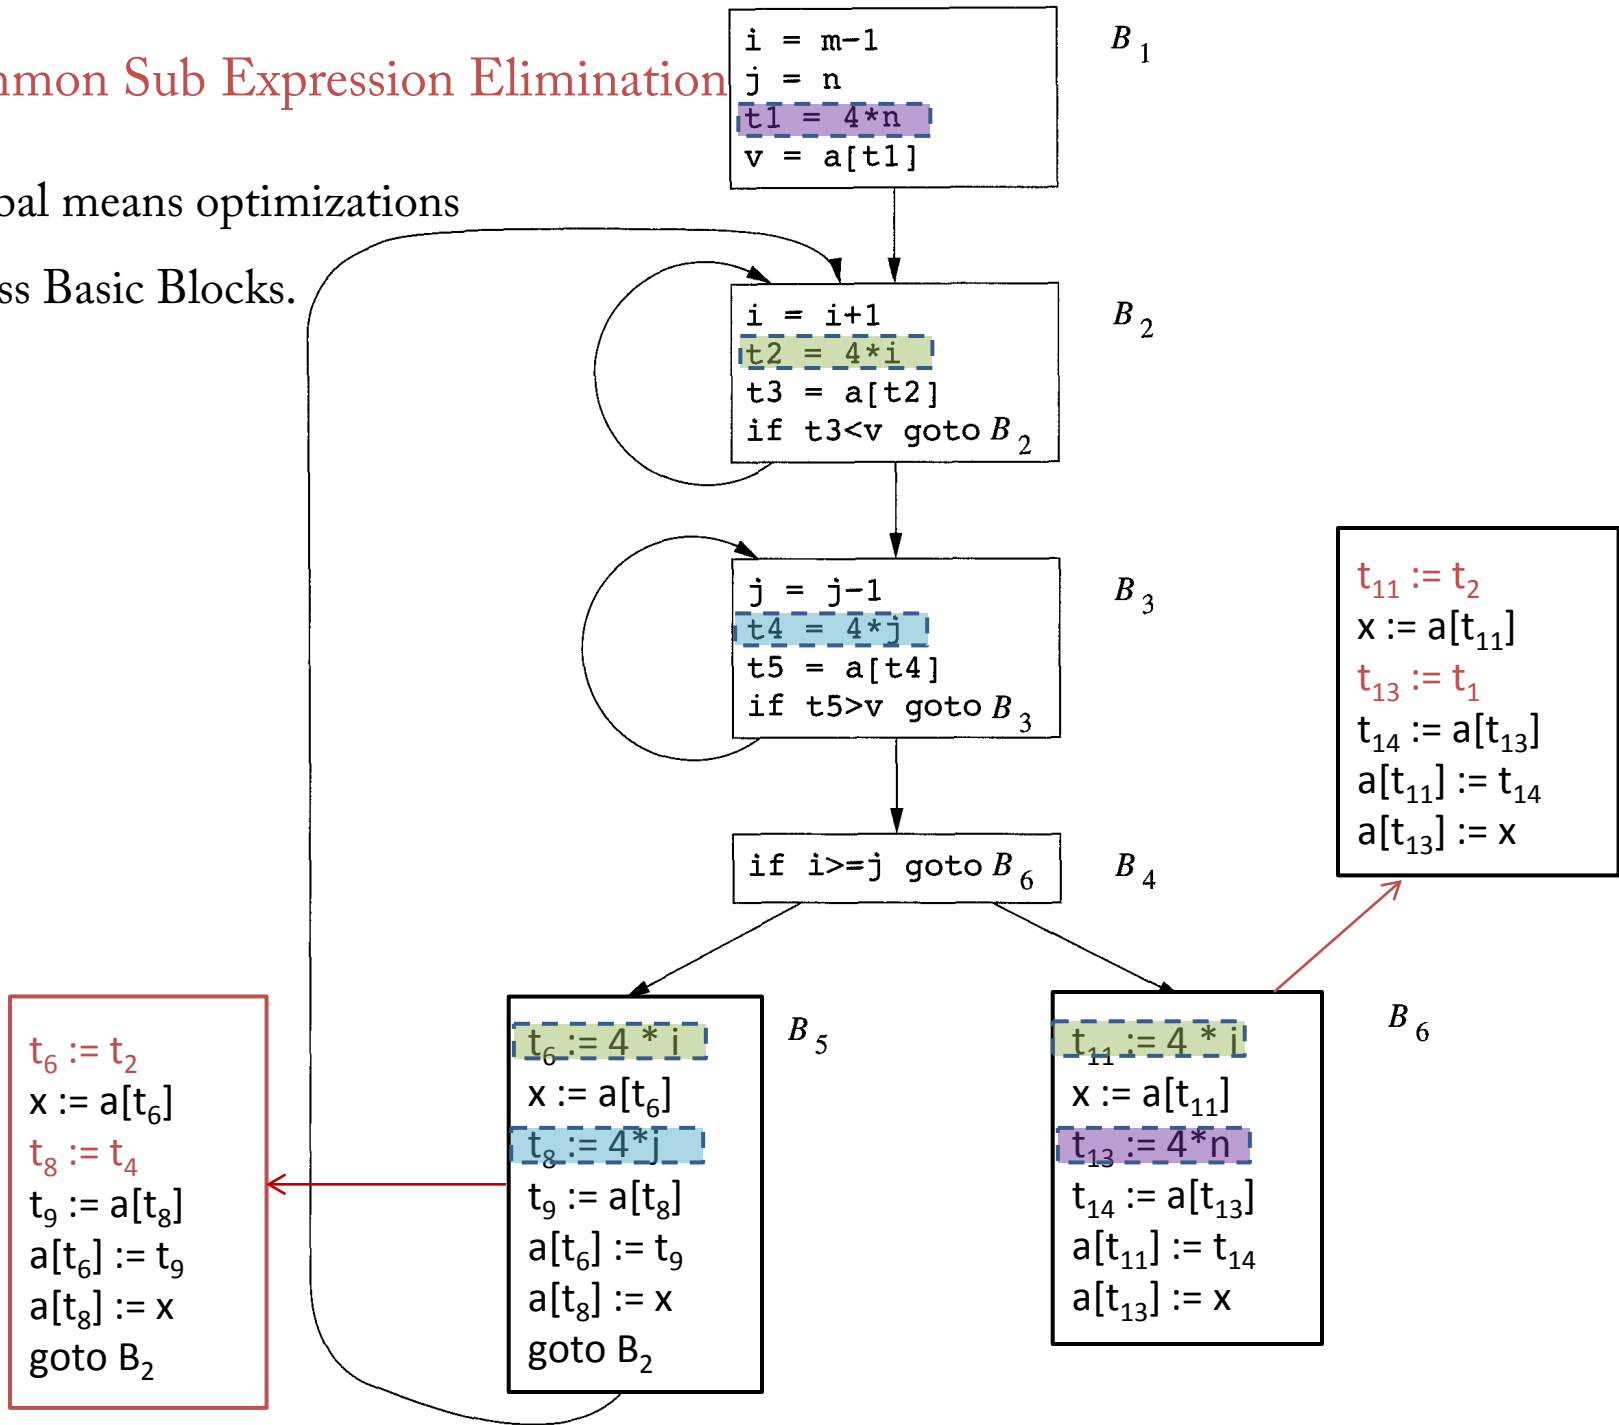 mmon Sub Expression Elimination
bal means optimizations
ss Basic Blocks.
i = m-1
j = n
t1 = 4*n
v = a[t1]
B1
i = i+1
t2 = 4*i
t3 = a[t2]
if t3<v goto B2
B2
j = j-1
t4 = 4*j
t5 = a[t4]
if t5>v goto B3
B3
if i>=j goto B6
B4
t11 := t2
x := a[t11]
t13 := t1
t14 := a[t13]
a[t11] := t14
a[t13] := x
t6 := t2
x := a[t6]
t8 := t4
t9 := a[t8]
a[t6] := t9
a[t8] := x
goto B2
t6 := 4 * i
x := a[t6]
t8 := 4*j
t9 := a[t8]
a[t6] := t9
a[t8] := x
goto B2
B5
t11 := 4 * i
x := a[t11]
t13 := 4*n
t14 := a[t13]
a[t11] := t14
a[t13] := x
B6